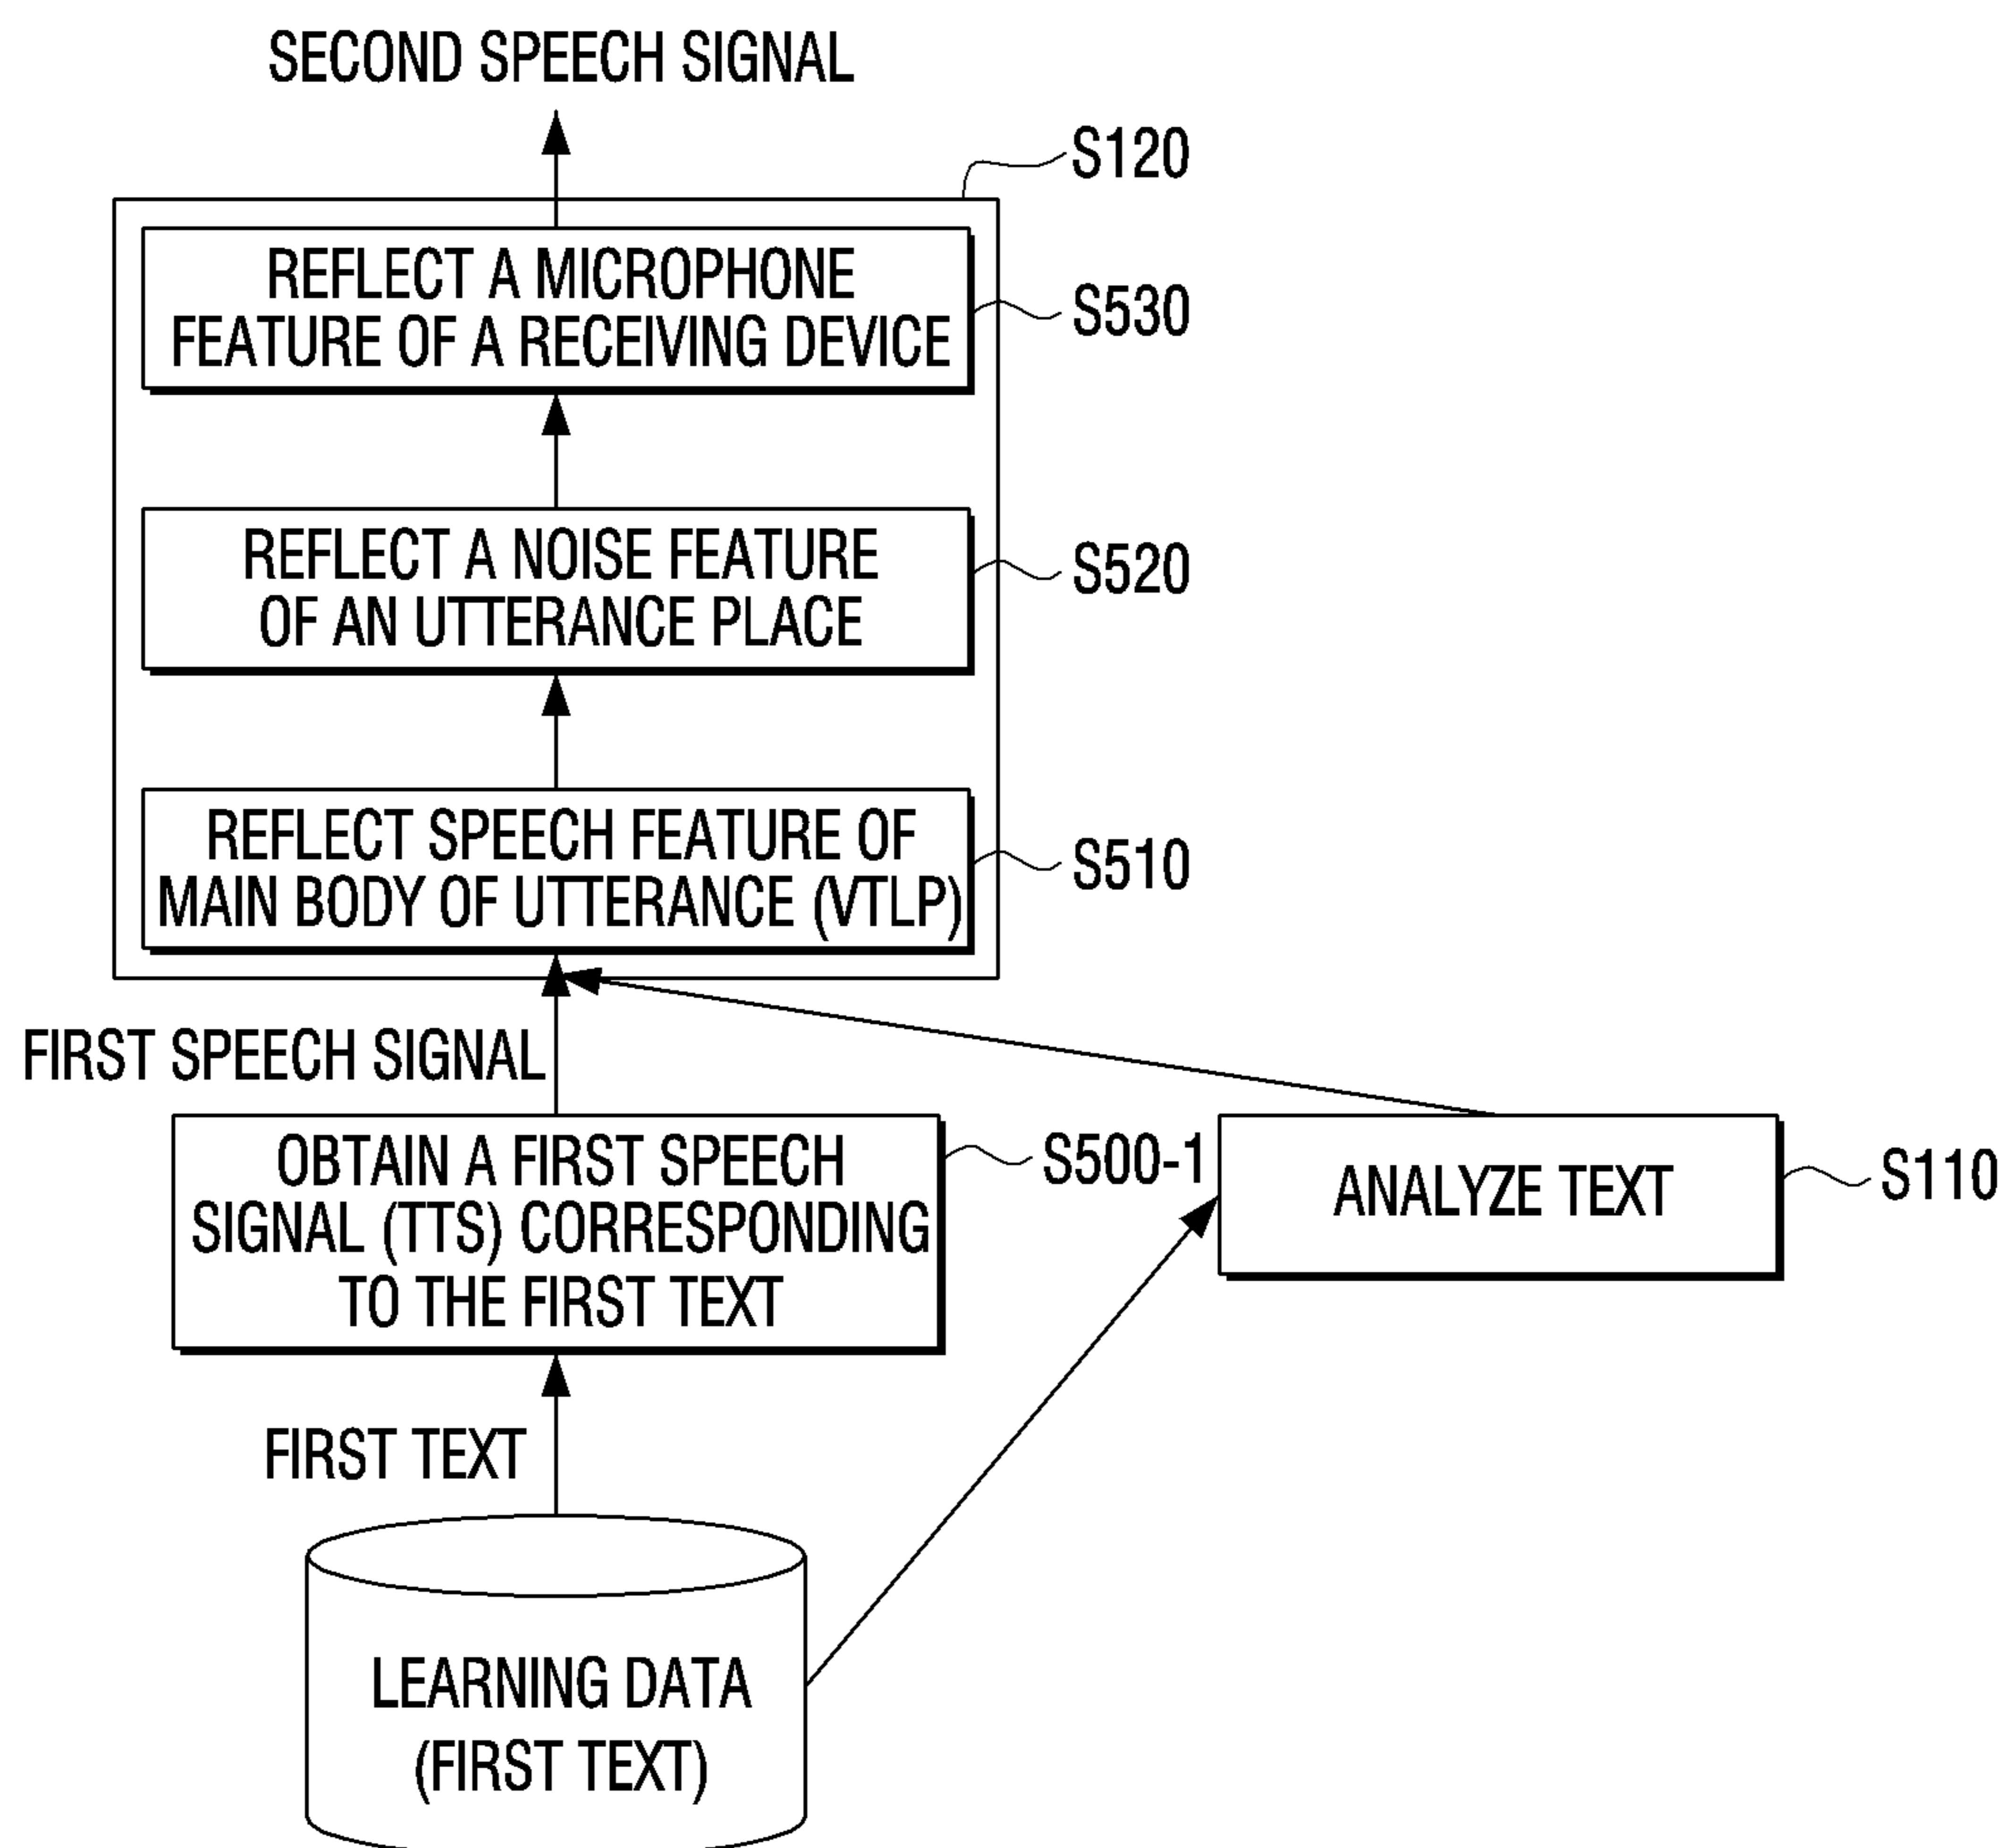 SECOND SPEECH SIGNAL
S120
REFLECT A MICROPHONE
FEATURE OF A RECEIVING DEVICE
S530
REFLECT A NOISE FEATURE
OF AN UTTERANCE PLACE
S520
REFLECT SPEECH FEATURE OF
MAIN BODY OF UTTERANCE (VTLP)
S510
FIRST SPEECH SIGNAL
OBTAIN A FIRST SPEECH
SIGNAL (TTS) CORRESPONDING
TO THE FIRST TEXT
S500-1
ANALYZE TEXT
S110
FIRST TEXT
LEARNING DATA
(FIRST TEXT)